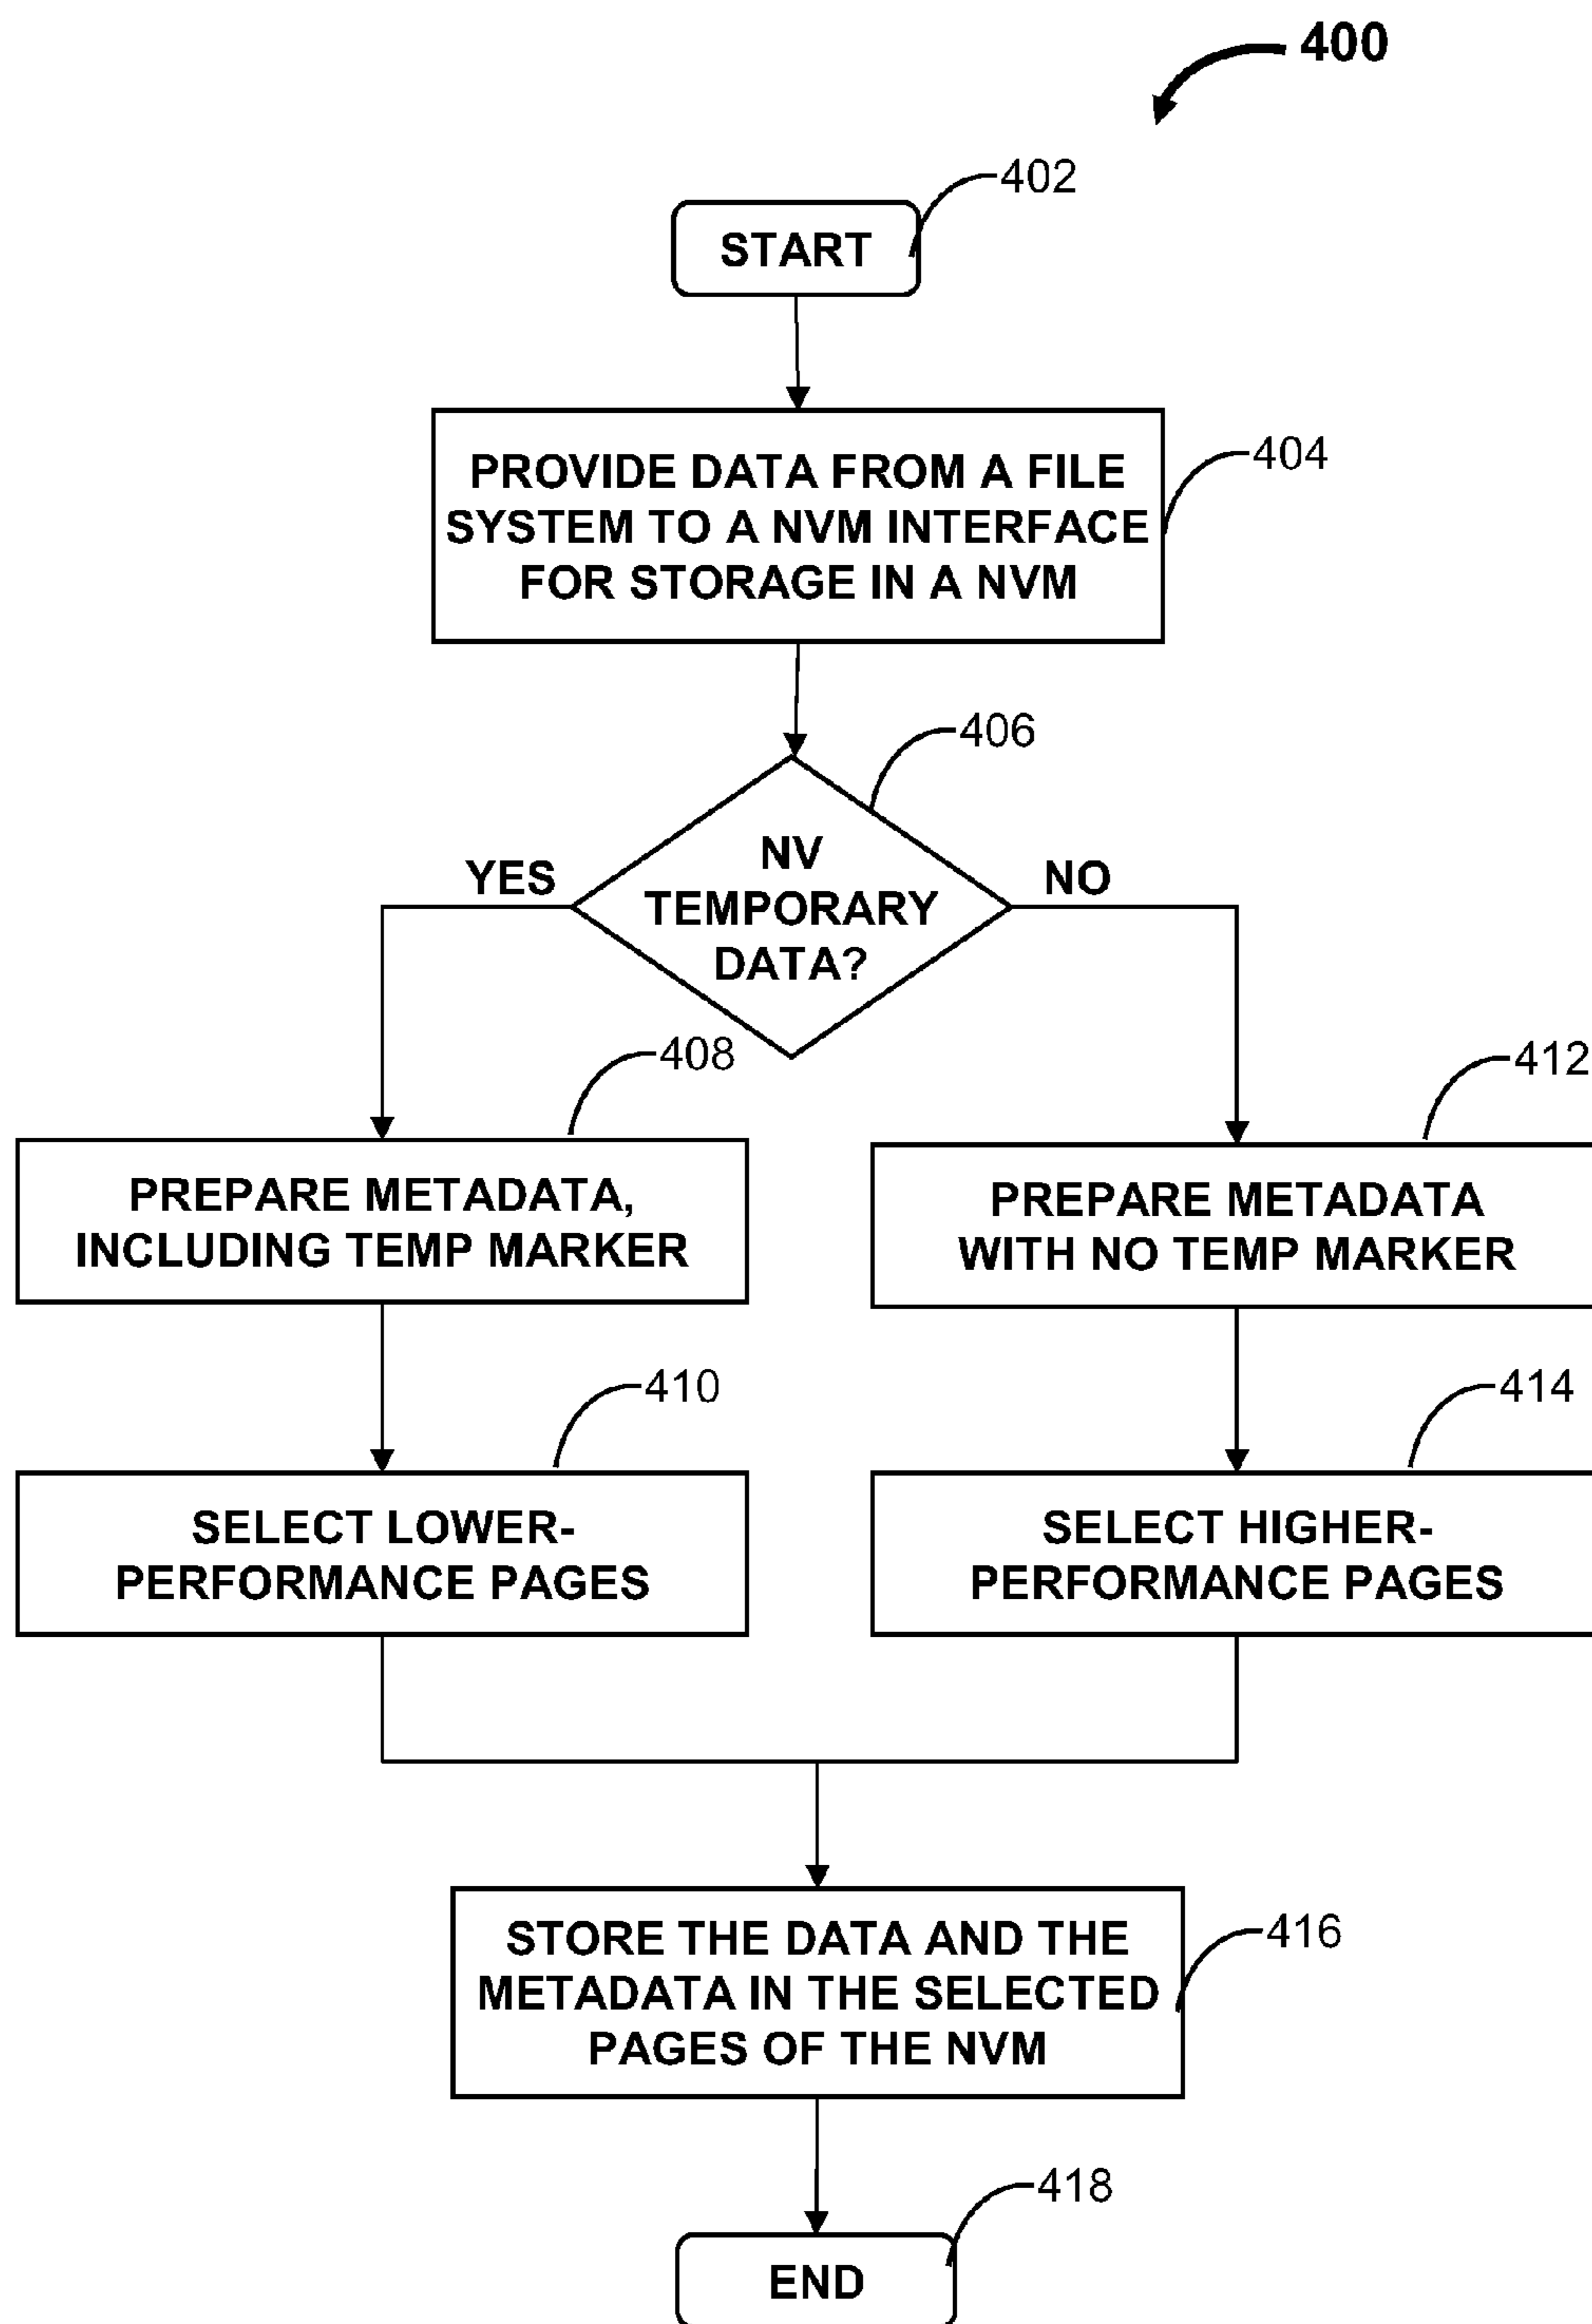 400
402
START
404
PROVIDE DATA FROM A FILE
SYSTEM TO A NVM INTERFACE
FOR STORAGE IN A NVM
406
NV
TEMPORARY
DATA?
YES
NO
408
PREPARE METADATA,
INCLUDING TEMP MARKER
412
PREPARE METADATA
WITH NO TEMP MARKER
410
SELECT LOWER-
PERFORMANCE PAGES
414
SELECT HIGHER-
PERFORMANCE PAGES
416
STORE THE DATA AND THE
METADATA IN THE SELECTED
PAGES OF THE NVM
418
END